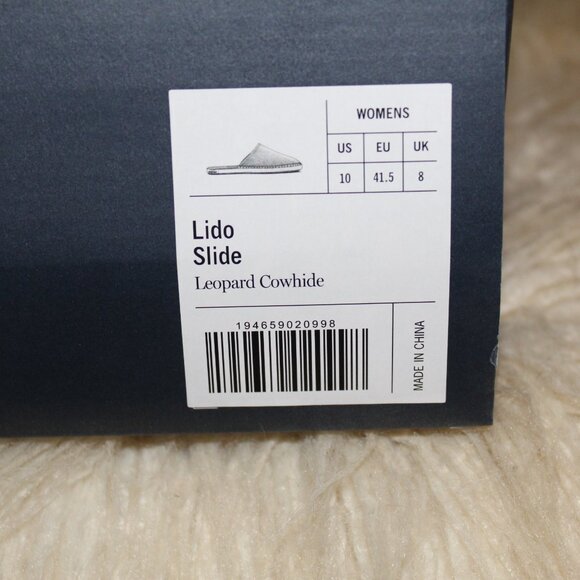 WOMENS
US EU UK
10 41.5 8
Lido
Slide
Leopard Cowhide
194659020998
MADE IN CHINA